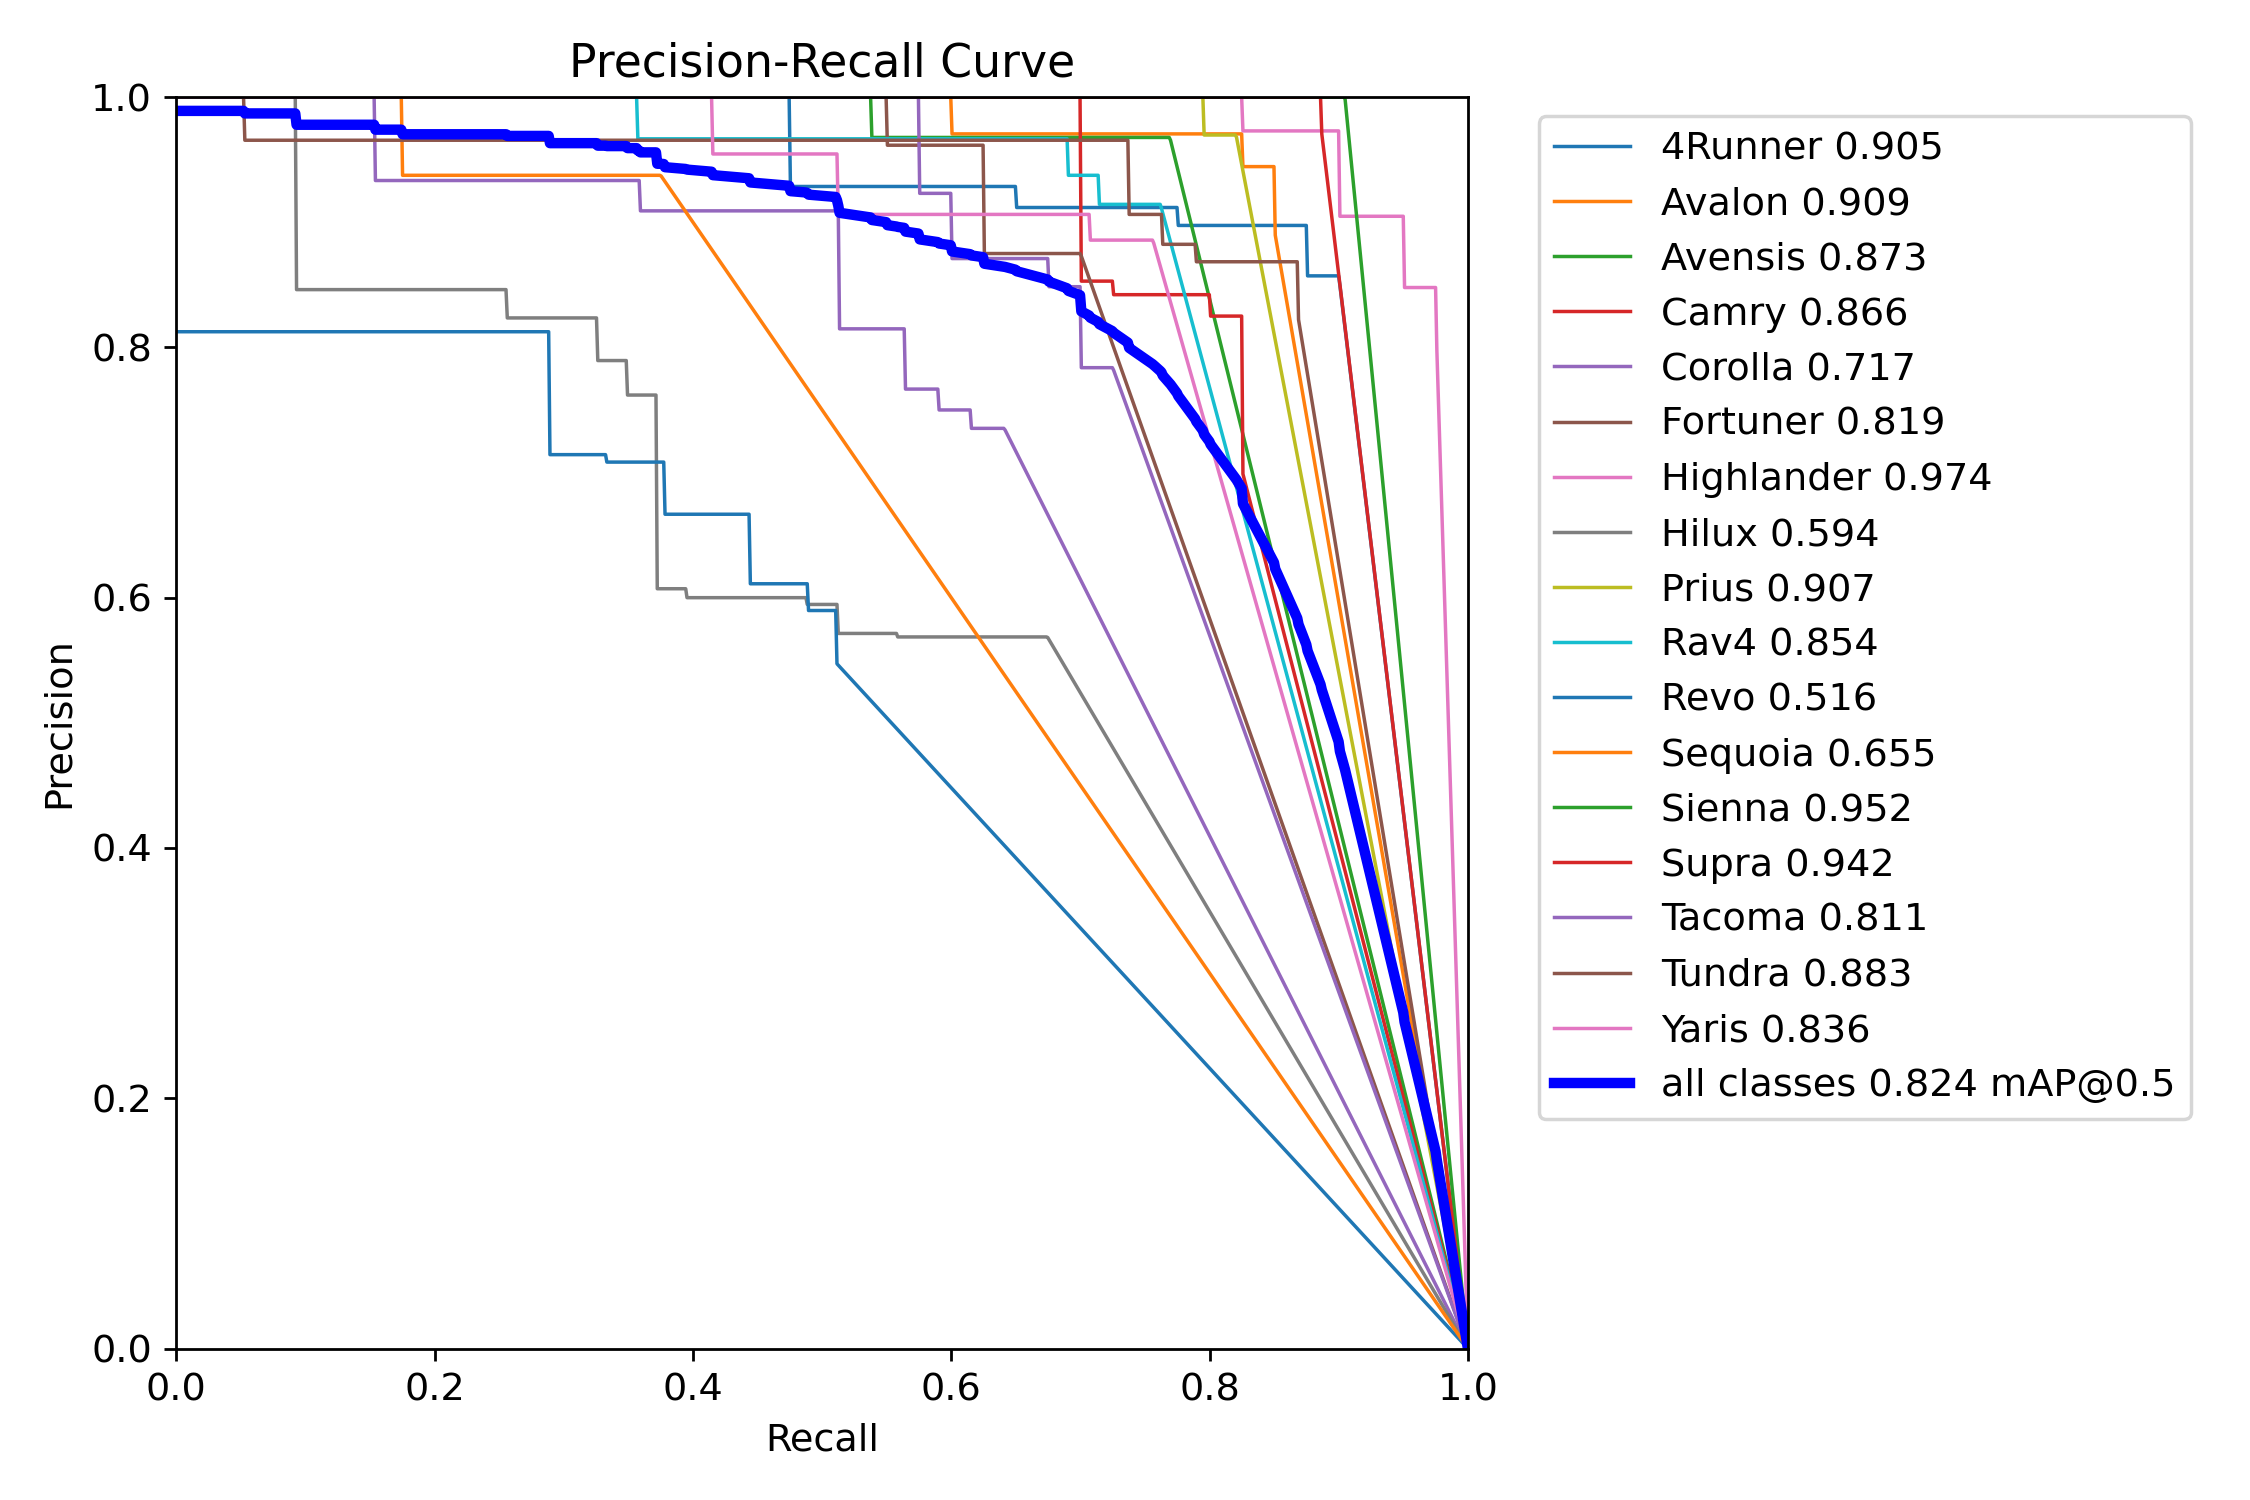 Precision-Recall Curve
1.0
0.8
0.6
0.4
0.2
0.0
Precision
0.0 0.2 0.4 0.6 0.8 1.0
Recall
4Runner 0.905
Avalon 0.909
Avensis 0.873
Camry 0.866
Corolla 0.717
Fortuner 0.819
Highlander 0.974
Hilux 0.594
Prius 0.907
Rav4 0.854
Revo 0.516
Sequoia 0.655
Sienna 0.952
Supra 0.942
Tacoma 0.811
Tundra 0.883
Yaris 0.836
all classes 0.824 mAP@0.5